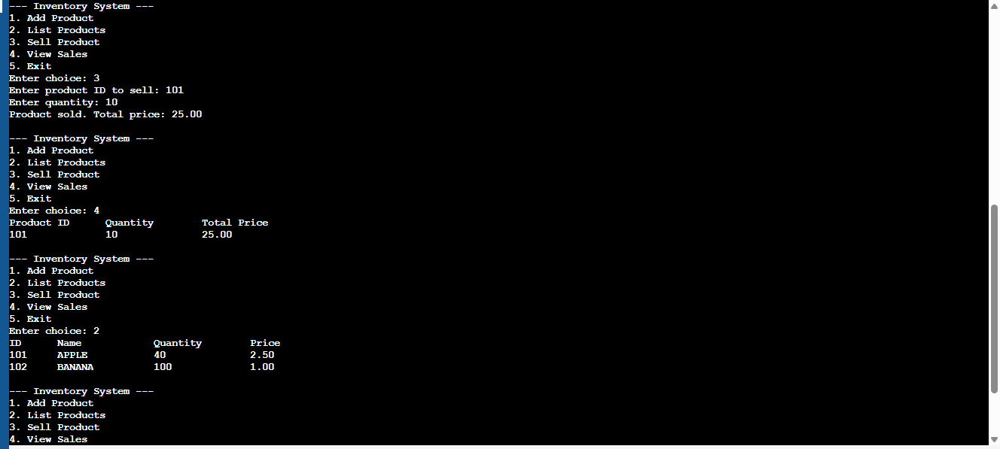 --- Inventory System ---
1. Add Product
2. List Products
3. Sell Product
4. View Sales
5. Exit
Enter choice: 3
Enter product ID to sell: 101
Enter quantity: 10
Product sold. Total price: 25.00
--- Inventory System ---
1. Add Product
2. List Products
3. Sell Product
4. View Sales
5. Exit
Enter choice: 4
Product ID      Quantity        Total Price
101             10              25.00
--- Inventory System ---
1. Add Product
2. List Products
3. Sell Product
4. View Sales
5. Exit
Enter choice: 2
ID      Name            Quantity        Price
101     APPLE           40              2.50
102     BANANA          100             1.00
--- Inventory System ---
1. Add Product
2. List Products
3. Sell Product
4. View Sales